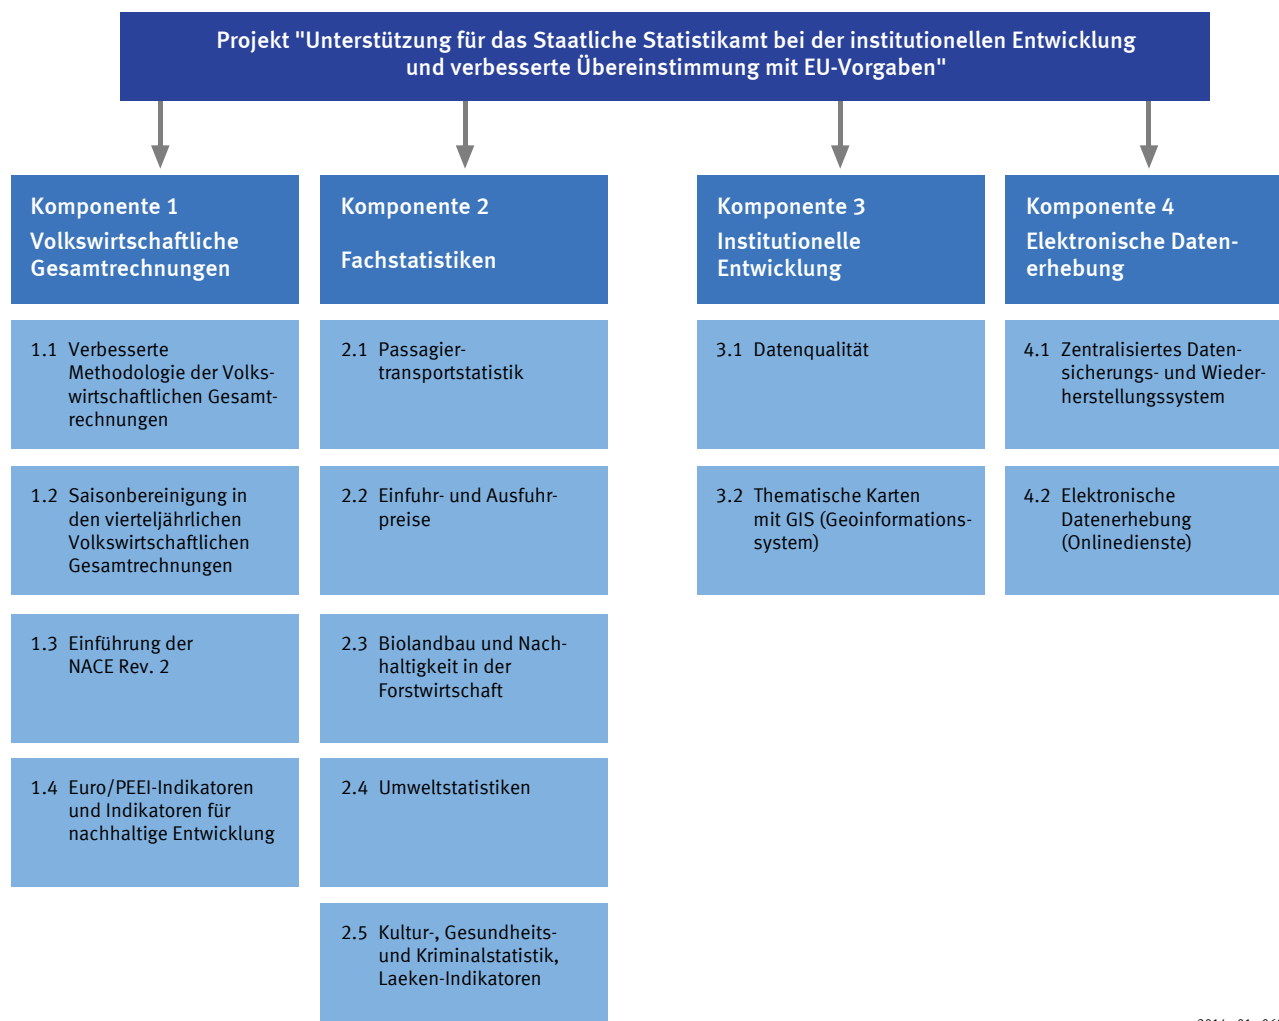 Projekt "Unterstützung für das Staatliche Statistikamt bei der institutionellen Entwicklung
und verbesserte Übereinstimmung mit EU-Vorgaben"
Komponente 1
Volkswirtschaftliche
Gesamtrechnungen
1.1 Verbesserte
Methodologie der Volks-
wirtschaftlichen Gesamt-
rechnungen
1.2 Saisonbereinigung in
den vierteljährlichen
Volkswirtschaftlichen
Gesamtrechnungen
1.3 Einführung der
NACE Rev. 2
1.4 Euro/PEEI-Indikatoren
und Indikatoren für
nachhaltige Entwicklung
Komponente 2
Fachstatistiken
2.1 Passagier-
transportstatistik
2.2 Einfuhr- und Ausfuhr-
preise
2.3 Biolandbau und Nach-
haltigkeit in der
Forstwirtschaft
2.4 Umweltstatistiken
2.5 Kultur-, Gesundheits-
und Kriminalstatistik,
Laeken-Indikatoren
Komponente 3
Institutionelle
Entwicklung
3.1 Datenqualität
3.2 Thematische Karten
mit GIS (Geoinformations-
system)
Komponente 4
Elektronische Daten-
erhebung
4.1 Zentralisiertes Daten-
sicherungs- und Wieder-
herstellungssystem
4.2 Elektronische
Datenerhebung
(Onlinedienste)